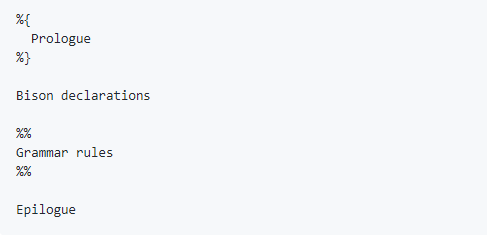 %{
  Prologue
%}
Bison declarations
%%
Grammar rules
%%
Epilogue